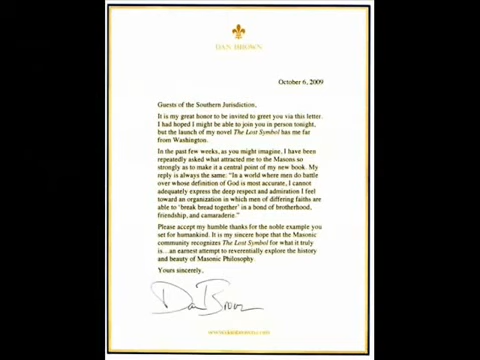 DAN BROWN
October 6, 2009
Guests of the Southern Jurisdiction,
It is my great honor to be invited to greet you via this letter.
I had hoped I might be able to join you in person tonight,
but the launch of my novel The Lost Symbol has me far
from Washington.
In the past few weeks, as you might imagine, I have been
repeatedly asked what attracted me to the Masons so
strongly as to make it a central point of my new book. My
reply is always the same: "In a world where men do battle
over whose definition of God is most accurate, I cannot
adequately express the deep respect and admiration I feel
toward an organization in which men of differing faiths are
able to 'break bread together' in a bond of brotherhood,
friendship, and camaraderie."
Please accept my humble thanks for the noble example you
set for humankind. It is my sincere hope that the Masonic
community recognizes The Lost Symbol for what it truly
is...an earnest attempt to reverentially explore the history
and beauty of Masonic Philosophy.
Yours sincerely,
Dan Brown